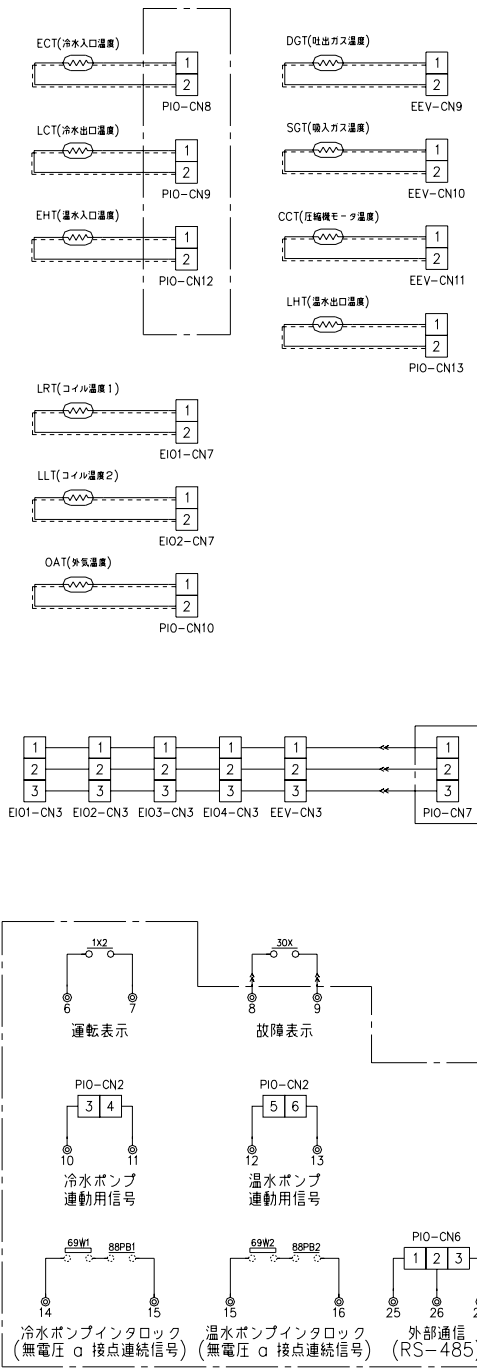 ECT(冷水入口温度)
1
2
PIO-CN8
LCT(冷水出口温度)
1
2
PIO-CN9
EHT(温水入口温度)
1
2
PIO-CN12
DGT(吐出ガス温度)
1
2
EEV-CN9
SGT(吸入ガス温度)
1
2
EEV-CN10
CCT(圧縮機モータ温度)
1
2
EEV-CN11
LHT(温水出口温度)
1
2
PIO-CN13
LRT(コイル温度1)
1
2
EIO1-CN7
LLT(コイル温度2)
1
2
EIO2-CN7
OAT(外気温度)
1
2
PIO-CN10
1 1 1 1 1 1
2 2 2 2 2 2
3 3 3 3 3 3
EIO1-CN3 EIO2-CN3 EIO3-CN3 EIO4-CN3 EEV-CN3 PIO-CN7
1X2
6 7
運転表示
30X
8 9
故障表示
PIO-CN2
3 4
10 11
冷水ポンプ
連動用信号
PIO-CN2
5 6
12 13
温水ポンプ
連動用信号
69W1 88PB1
14 15
冷水ポンプインタロック
(無電圧 a 接点連続信号)
69W2 88PB2
15 16
温水ポンプインタロック
(無電圧 a 接点連続信号)
PIO-CN6
1 2 3
25 26
外部通信
(RS-485)